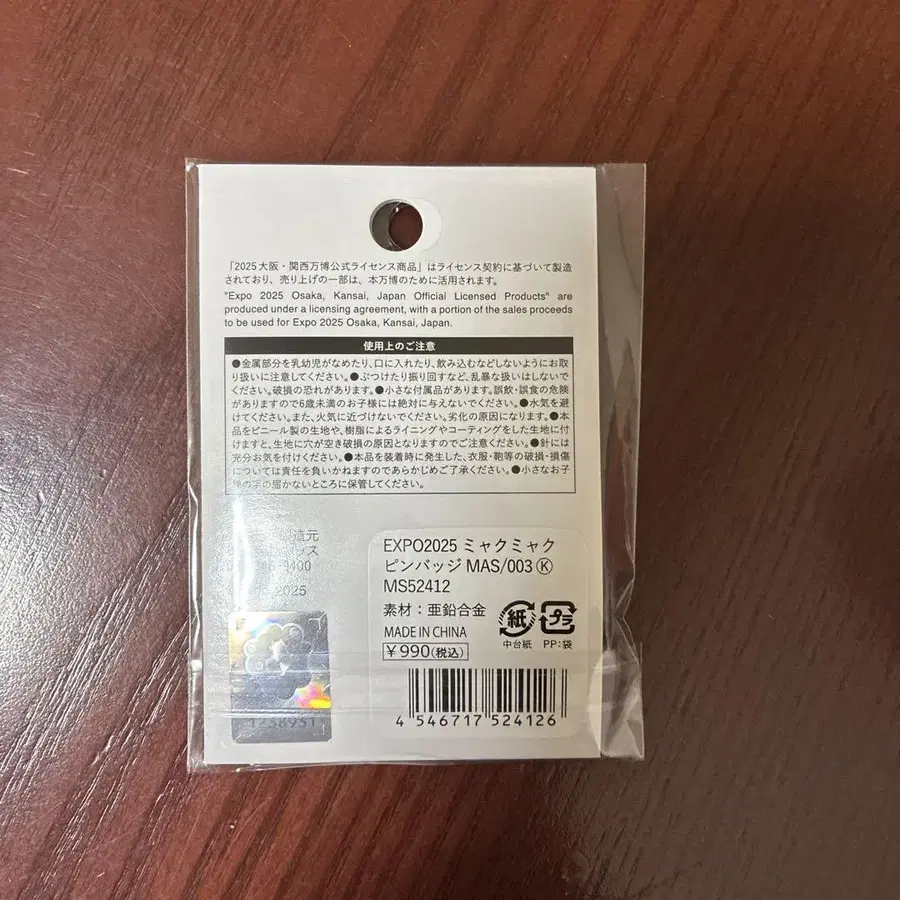 「2025大阪・関西万博公式ライセンス商品」はライセンス契約に基づいて製造
されており、売り上げの一部は、本万博のために活用されます。
"Expo 2025 Osaka, Kansai, Japan Official Licensed Products" are
produced under a licensing agreement, with a portion of the sales proceeds
to be used for Expo 2025 Osaka, Kansai, Japan.
使用上のご注意
●金属部分を乳幼児がなめたり、口に入れたり、飲み込むなどしないようにお取
り扱いに注意してください。●ぶつけたり振り回すなど、乱暴な扱いはしないで
ください。破損の恐れがあります。●小さな付属品があります。誤飲・誤食の危険
がありますので6歳未満のお子様には絶対に与えないでください。●水気を避
けてください。また、火気に近づけないでください。劣化の原因になります。●本
品をビニール製の生地や、樹脂によるライニングやコーティングをした生地に付
けますと、生地に穴が空き破損の原因となりますのでご注意ください。●針には
充分お気を付けください。●本品を装着時に発生した、衣服・鞄等の破損・損傷
については責任を負いかねますのであらかじめご了承ください。●小さなお子
様の手の届かないところに保管してください。
造元
ッス
400
2025
EXPO2025 ミャクミャク
ピンバッジ MAS/003 Ⓚ
MS52412
素材：亜鉛合金
MADE IN CHINA
￥990(税込)
紙
中台紙
プラ
PP：袋
1238951
4 546717 524126